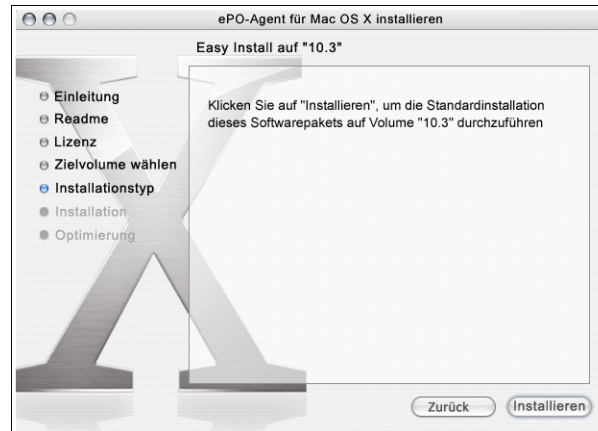 ePO-Agent für Mac OS X installieren
Easy Install auf "10.3"
Einleitung
Readme
Lizenz
Zielvolume wählen
Installationstyp
Installation
Optimierung
Klicken Sie auf "Installieren", um die Standardinstallation
dieses Softwarepakets auf Volume "10.3" durchzuführen
Zurück
Installieren